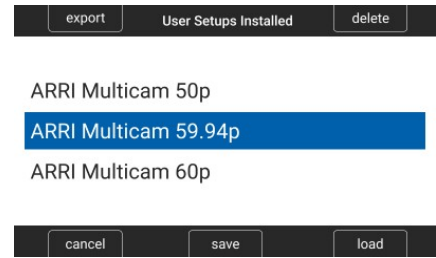 export User Setups Installed delete
ARRI Multicam 50p
ARRI Multicam 59.94p
ARRI Multicam 60p
cancel save load